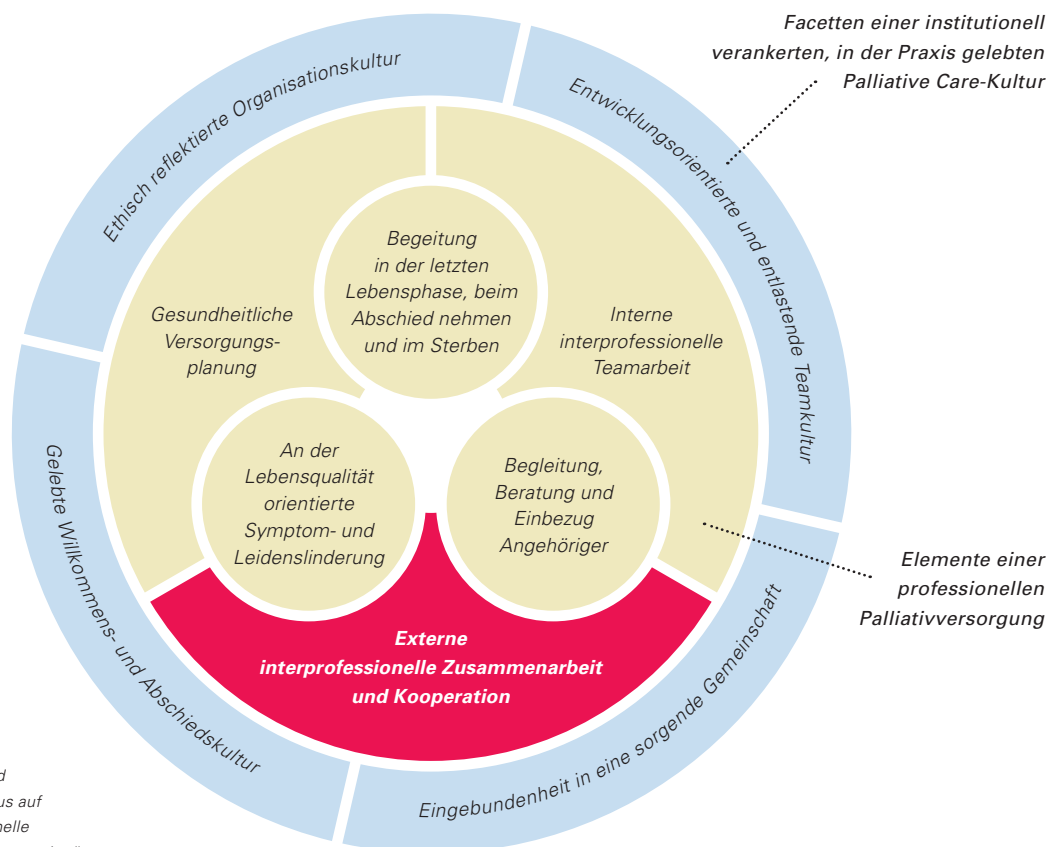 Facetten einer institutionell
verankerten, in der Praxis gelebten
Palliative Care-Kultur
Ethisch reflektierte Organisationskultur
Entwicklungsorientierte und entlastende Teamkultur
Begeitung
in der letzten
Lebensphase, beim
Abschied nehmen
und im Sterben
Gesundheitliche
Versorgungs-
planung
Interne
interprofessionelle
Teamarbeit
An der
Lebensqualität
orientierte
Symptom- und
Leidenslinderung
Begleitung,
Beratung und
Einbezug
Angehöriger
Elemente einer
professionellen
Palliativversorgung
Externe
interprofessionelle Zusammenarbeit
und Kooperation
Gelebte Willkommens- und Abschiedskultur
Eingebundenheit in eine sorgende Gemeinschaft
auf